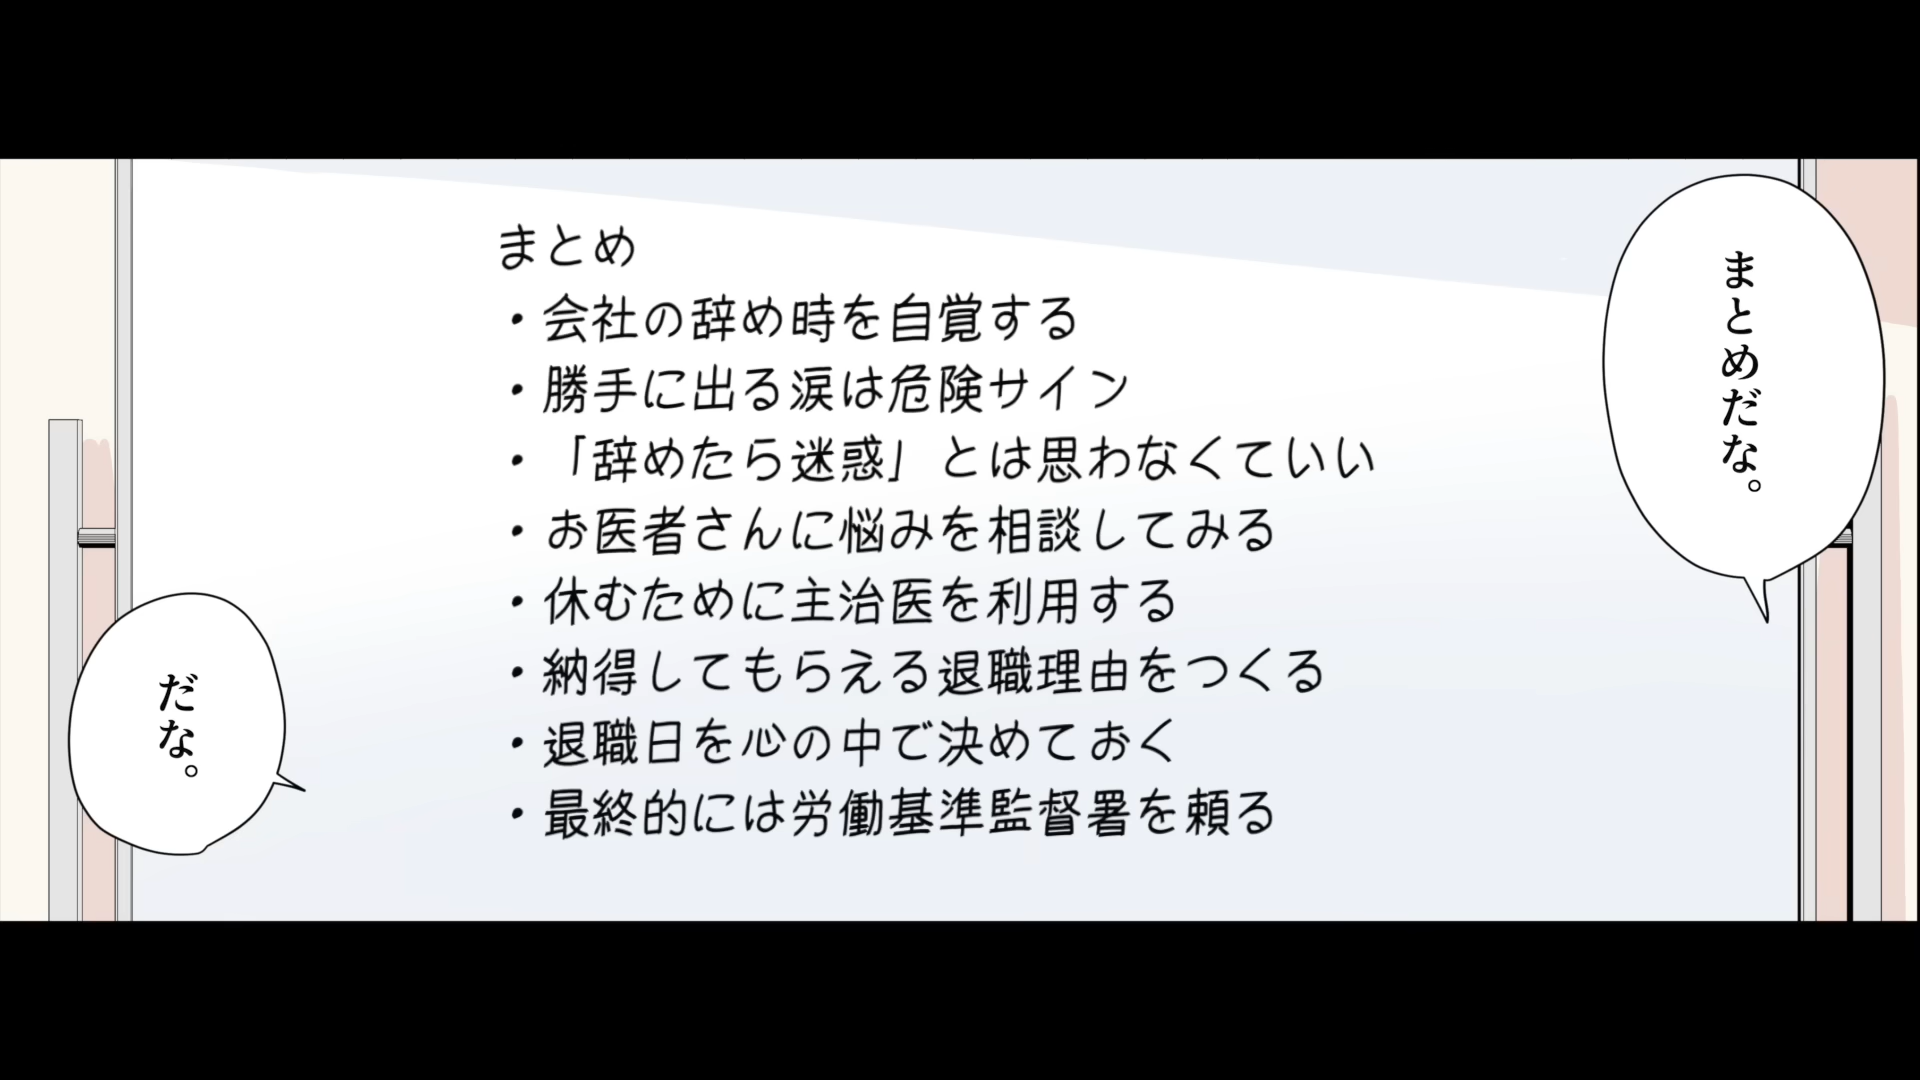 まとめだな。
まとめ
・会社の辞め時を自覚する
・勝手に出る涙は危険サイン
・「辞めたら迷惑」とは思わなくていい
・お医者さんに悩みを相談してみる
・休むために主治医を利用する
・納得してもらえる退職理由をつくる
・退職日を心の中で決めておく
・最終的には労働基準監督署を頼る
だな。